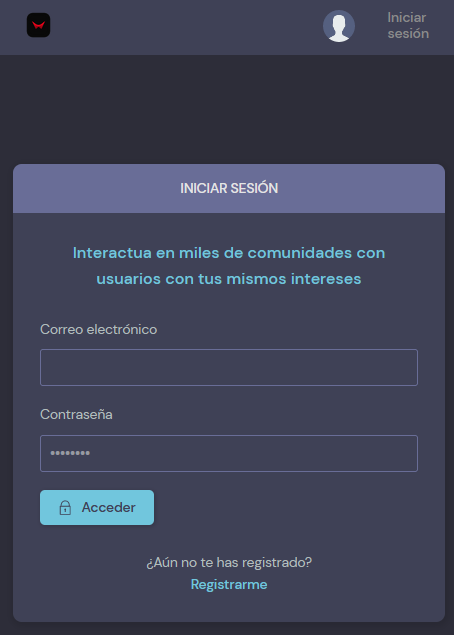 Iniciar
sesión
INICIAR SESIÓN
Interactua en miles de comunidades con
usuarios con tus mismos intereses
Correo electrónico
Contraseña
••••••••
Acceder
¿Aún no te has registrado?
Registrarme